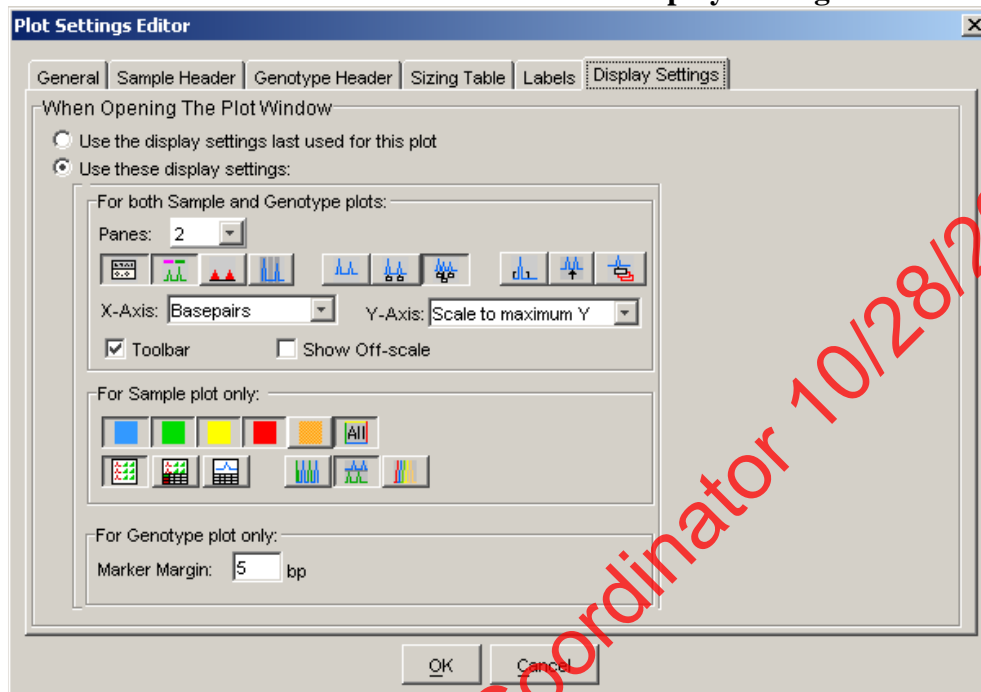 Plot Settings Editor
General Sample Header Genotype Header Sizing Table Labels Display Settings
When Opening The Plot Window
Use the display settings last used for this plot
Use these display settings:
For both Sample and Genotype plots:
Panes: 2
X-Axis: Basepairs Y-Axis: Scale to maximum Y
Toolbar Show Off-scale
For Sample plot only:
All
For Genotype plot only:
Marker Margin: 5 bp
OK Cancel
Coordinator 10/28/2